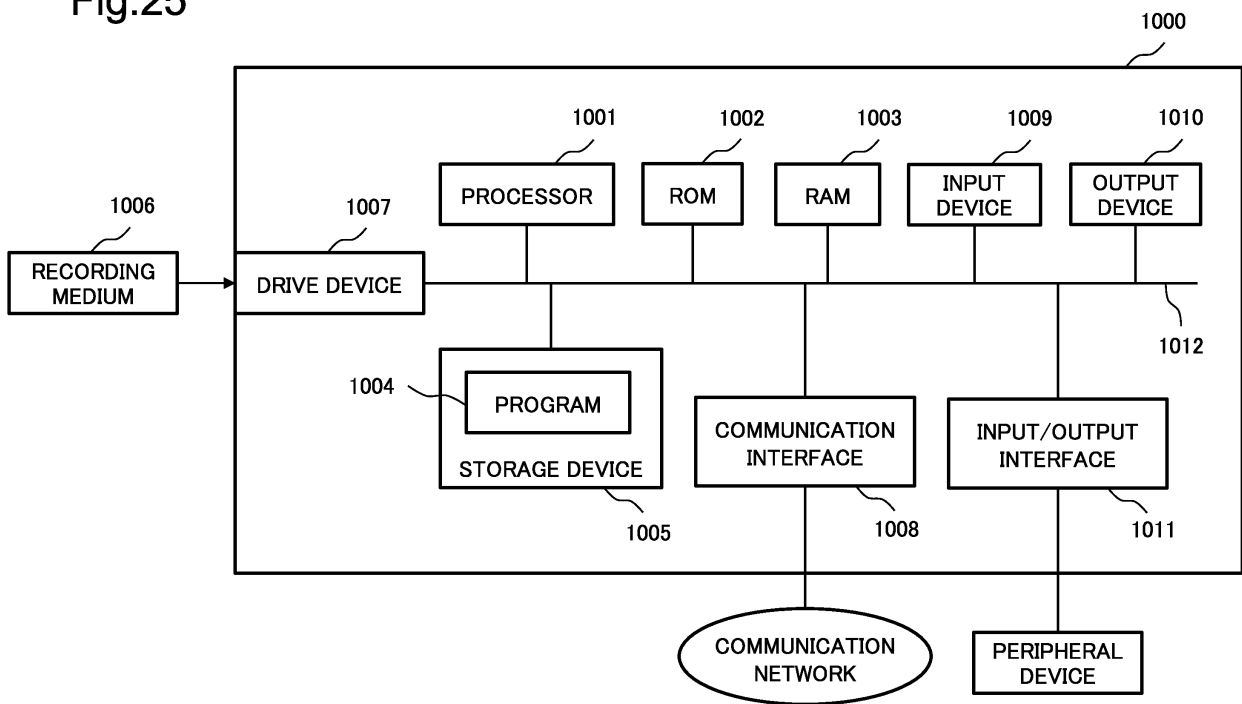 Fig.25
1000
1001
1002
1003
1009
1010
PROCESSOR
ROM
RAM
INPUT
DEVICE
OUTPUT
DEVICE
1006
1007
RECORDING
MEDIUM
DRIVE DEVICE
1012
1004
PROGRAM
STORAGE DEVICE
1005
COMMUNICATION
INTERFACE
1008
INPUT/OUTPUT
INTERFACE
1011
COMMUNICATION
NETWORK
PERIPHERAL
DEVICE